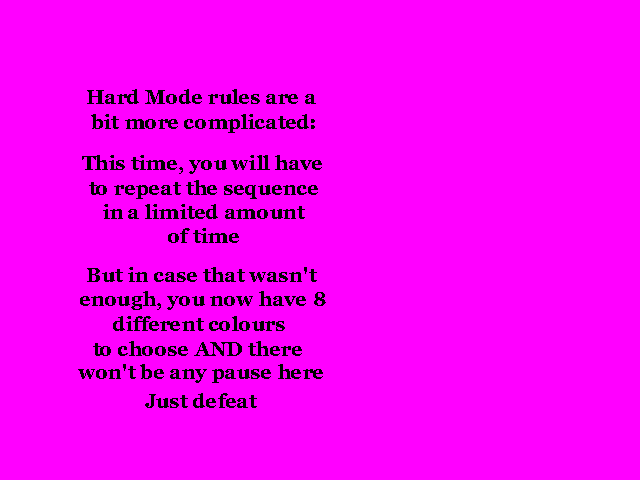 Hard Mode rules are a
bit more complicated:
This time, you will have
to repeat the sequence
in a limited amount
of time
But in case that wasn't
enough, you now have 8
different colours
to choose AND there
won't be any pause here
Just defeat